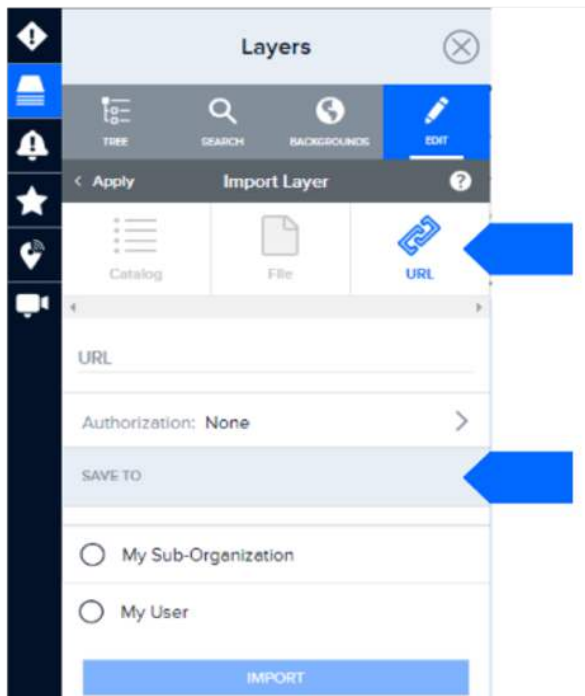 Layers
TREE SEARCH BACKGROUNDS EDIT
< Apply Import Layer ?
Catalog File URL
URL
Authorization: None >
SAVE TO
My Sub-Organization
My User
IMPORT